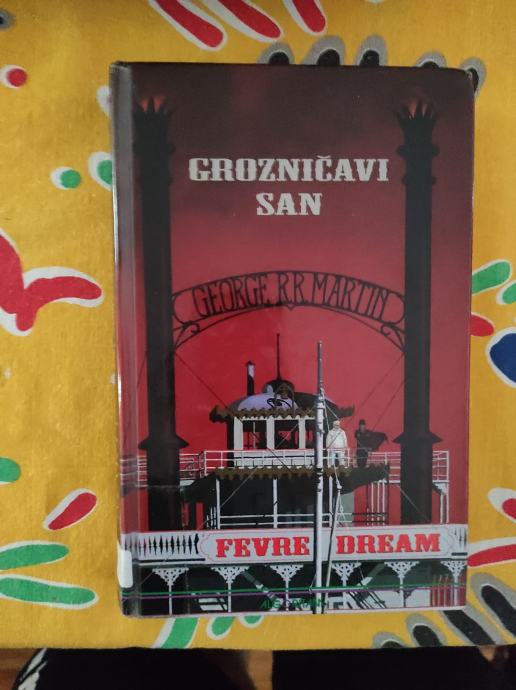 GROZNIČAVI
SAN
GEORGE R.R. MARTIN
FEVRE DREAM